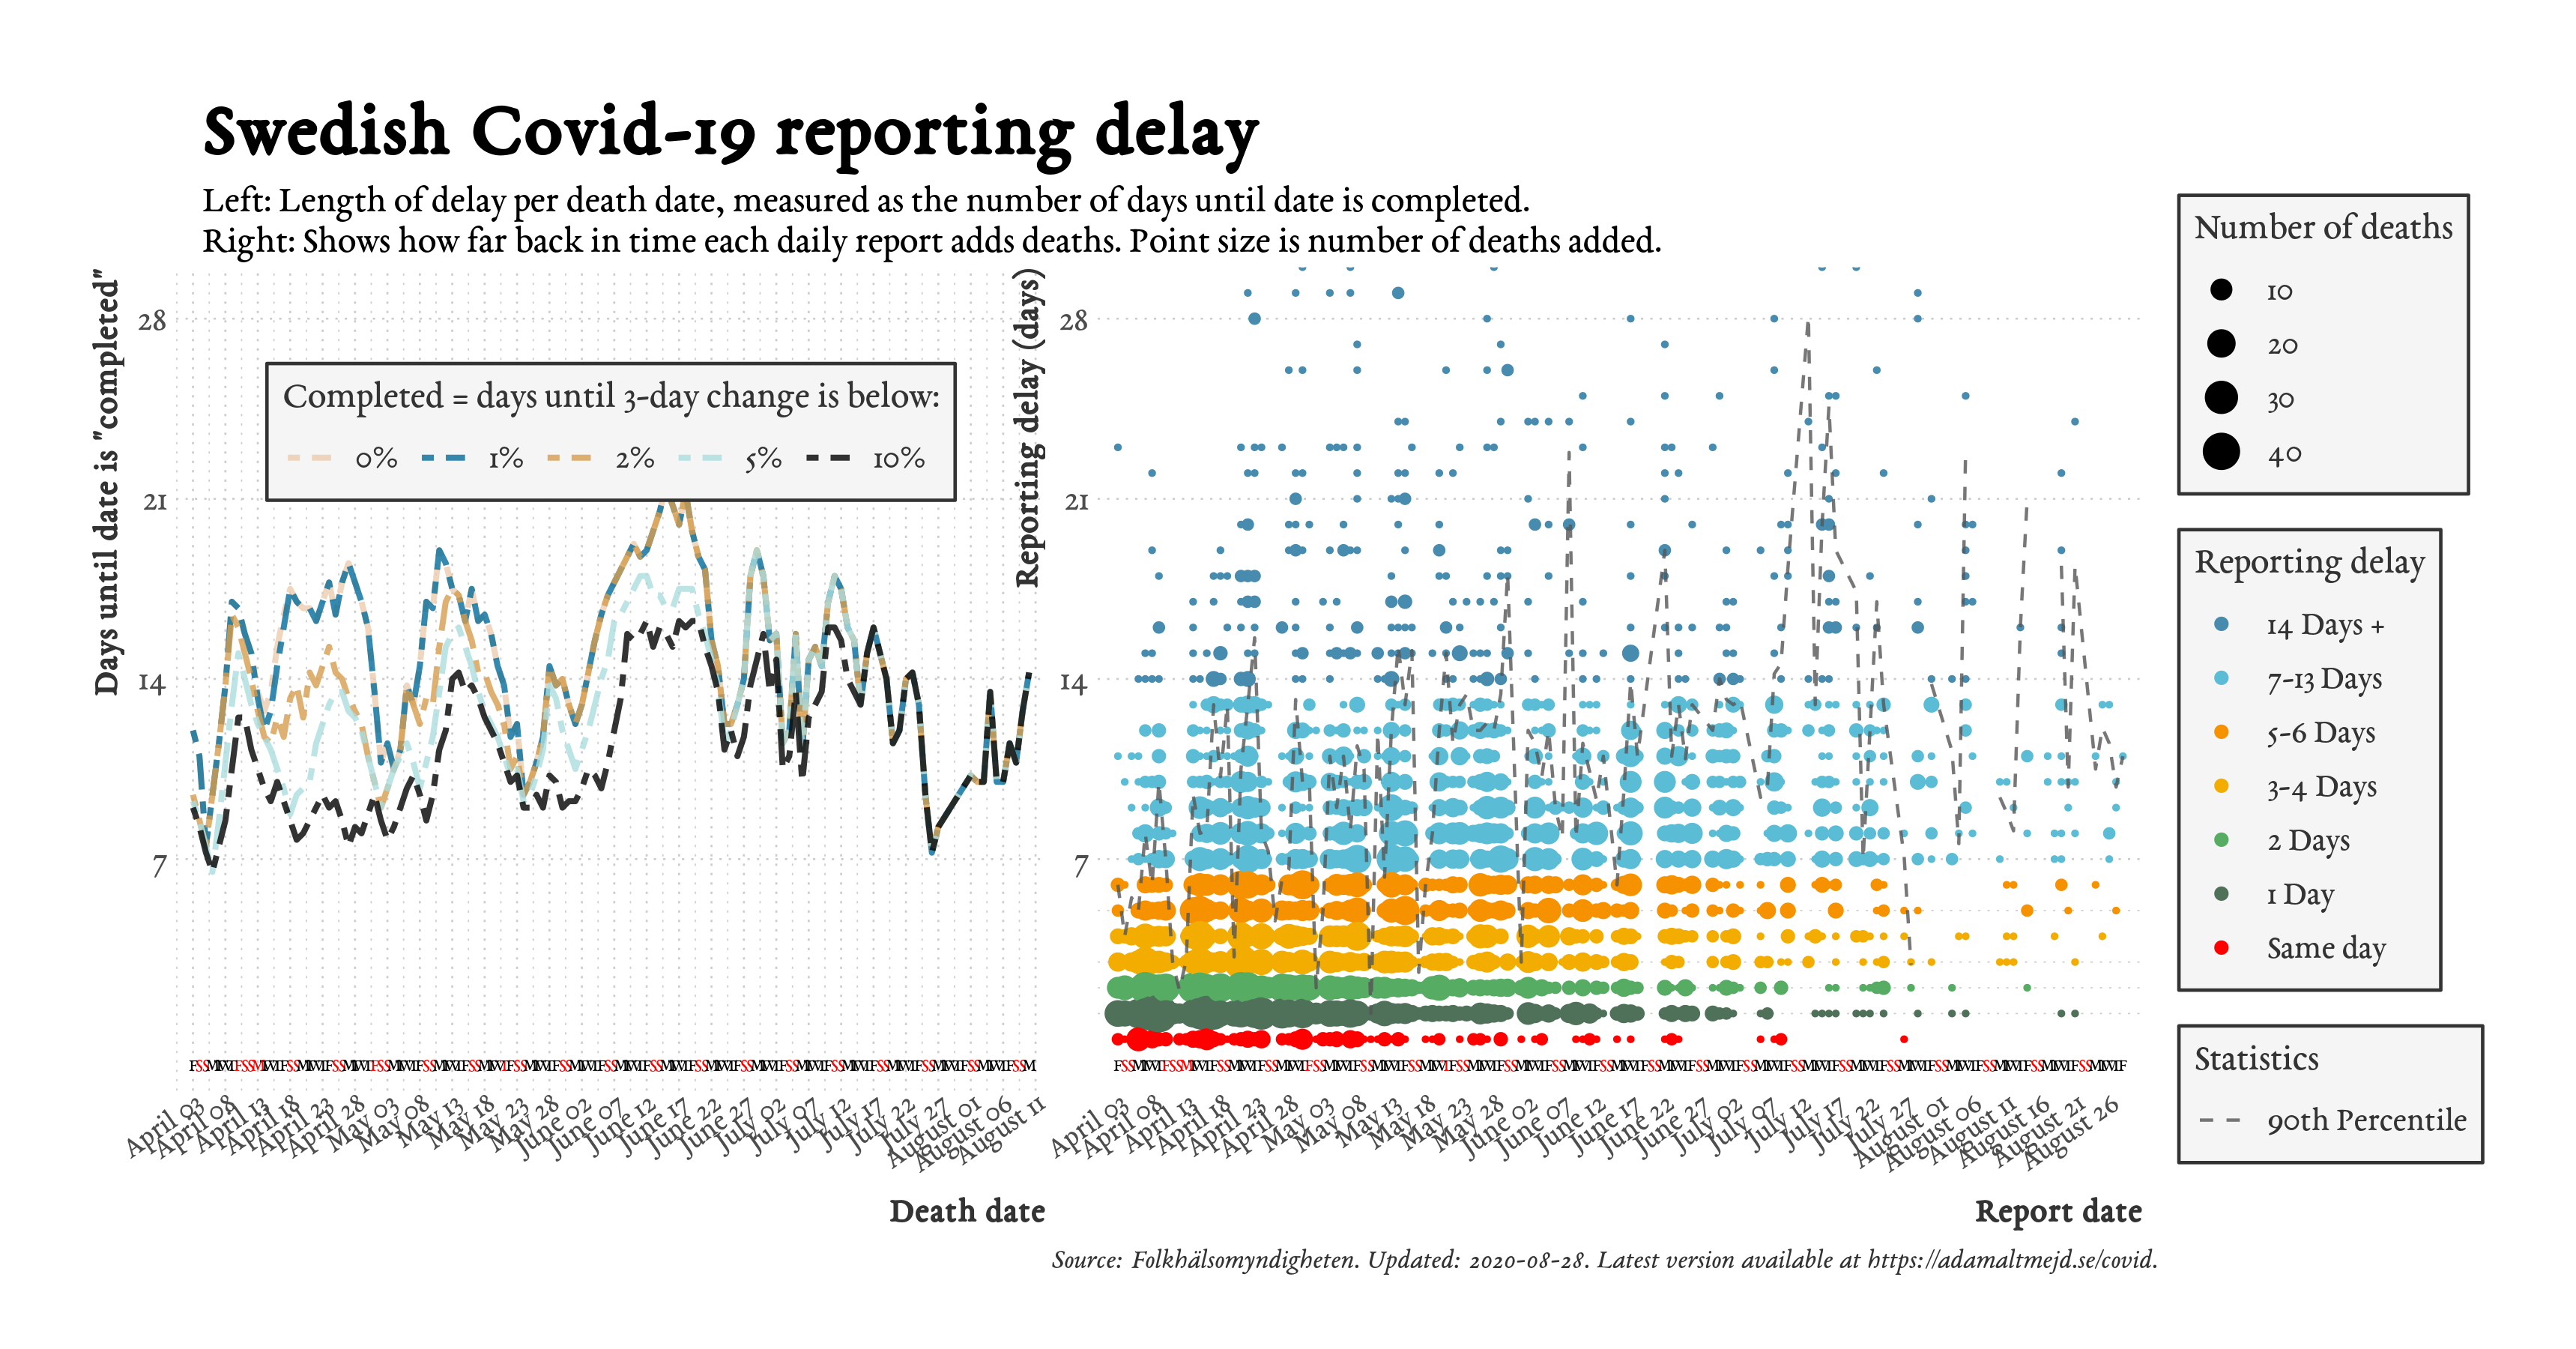 Swedish Covid-19 reporting delay
Left: Length of delay per death date, measured as the number of days until date is completed.
Right: Shows how far back in time each daily report adds deaths. Point size is number of deaths added.
Days until date is "completed"
28
21
14
7
Completed = days until 3-day change is below:
0% 1% 2% 5% 10%
April 03
April 08
April 13
April 18
April 23
April 28
May 03
May 08
May 13
May 18
May 23
May 28
June 02
June 07
June 12
June 17
June 22
June 27
July 02
July 07
July 12
July 17
July 22
July 27
August 01
August 06
August 11
Death date
Reporting delay (days)
28
21
14
7
April 03
April 08
April 13
April 18
April 23
April 28
May 03
May 08
May 13
May 18
May 23
May 28
June 02
June 07
June 12
June 17
June 22
June 27
July 02
July 07
July 12
July 17
July 22
July 27
August 01
August 06
August 11
August 16
August 21
August 26
Report date
Number of deaths
10
20
30
40
Reporting delay
14 Days +
7-13 Days
5-6 Days
3-4 Days
2 Days
1 Day
Same day
Statistics
90th Percentile
Source: Folkhälsomyndigheten. Updated: 2020-08-28. Latest version available at https://adamaltmejd.se/covid.